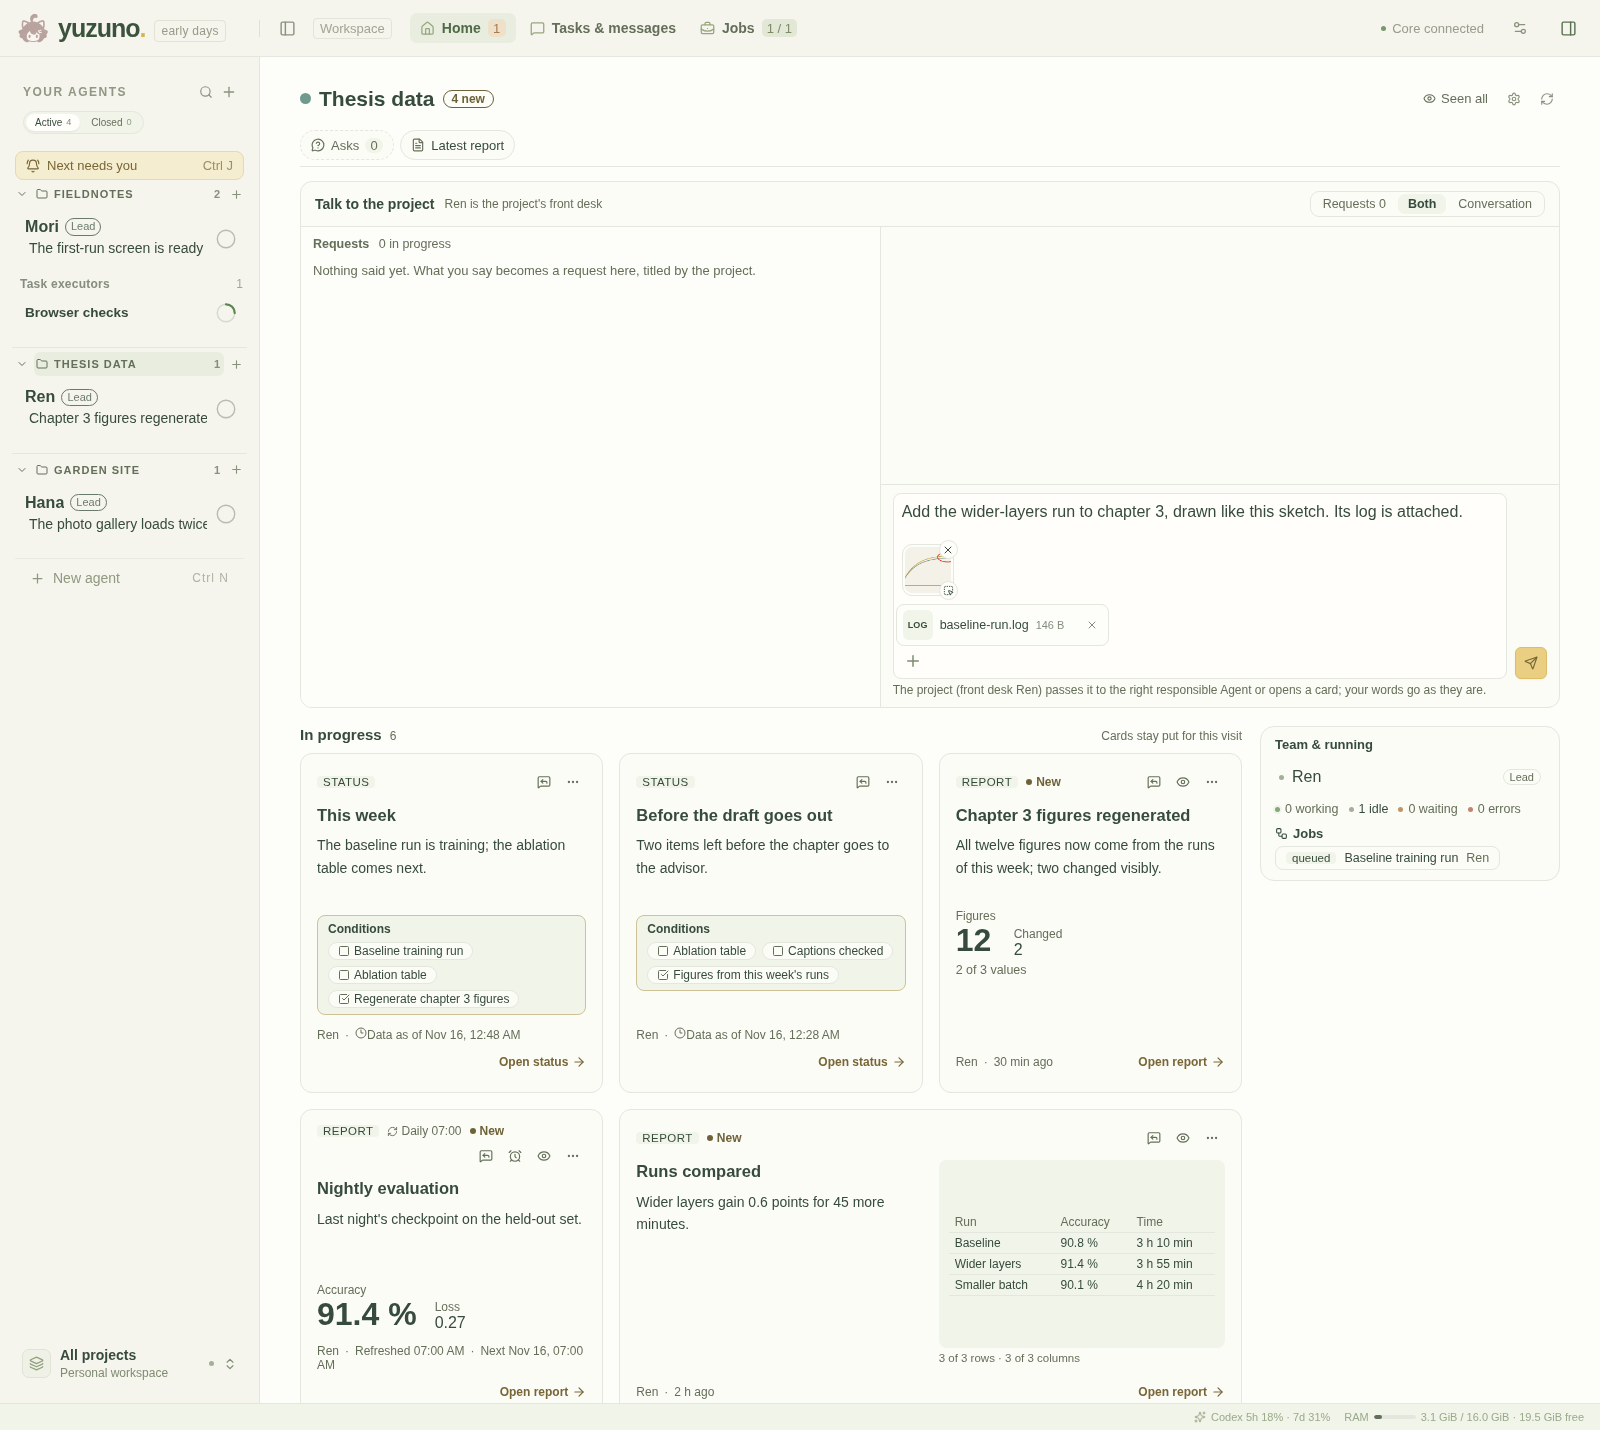 yuzuno. early days
Workspace
Home 1
Tasks & messages
Jobs 1 / 1
Core connected
YOUR AGENTS
Active 4 Closed 0
Next needs you Ctrl J
FIELDNOTES 2
Mori Lead
The first-run screen is ready
Task executors 1
Browser checks
THESIS DATA 1
Ren Lead
Chapter 3 figures regenerate
GARDEN SITE 1
Hana Lead
The photo gallery loads twice
New agent Ctrl N
All projects
Personal workspace
Thesis data 4 new
Seen all
Asks 0 Latest report
Talk to the project Ren is the project's front desk
Requests 0 Both Conversation
Requests 0 in progress
Nothing said yet. What you say becomes a request here, titled by the project.
Add the wider-layers run to chapter 3, drawn like this sketch. Its log is attached.
LOG baseline-run.log 146 B
The project (front desk Ren) passes it to the right responsible Agent or opens a card; your words go as they are.
In progress 6
Cards stay put for this visit
STATUS
This week
The baseline run is training; the ablation
table comes next.
Conditions
Baseline training run
Ablation table
Regenerate chapter 3 figures
Ren · Data as of Nov 16, 12:48 AM
Open status
STATUS
Before the draft goes out
Two items left before the chapter goes to
the advisor.
Conditions
Ablation table Captions checked
Figures from this week's runs
Ren · Data as of Nov 16, 12:28 AM
Open status
REPORT New
Chapter 3 figures regenerated
All twelve figures now come from the runs
of this week; two changed visibly.
Figures
12
Changed
2
2 of 3 values
Ren · 30 min ago
Open report
Team & running
Ren Lead
0 working 1 idle 0 waiting 0 errors
Jobs
queued Baseline training run Ren
REPORT Daily 07:00 New
Nightly evaluation
Last night's checkpoint on the held-out set.
Accuracy
91.4 %
Loss
0.27
Ren · Refreshed 07:00 AM · Next Nov 16, 07:00
AM
Open report
REPORT New
Runs compared
Wider layers gain 0.6 points for 45 more
minutes.
Run Accuracy Time
Baseline 90.8 % 3 h 10 min
Wider layers 91.4 % 3 h 55 min
Smaller batch 90.1 % 4 h 20 min
3 of 3 rows · 3 of 3 columns
Ren · 2 h ago
Open report
Codex 5h 18% · 7d 31% RAM 3.1 GiB / 16.0 GiB · 19.5 GiB free